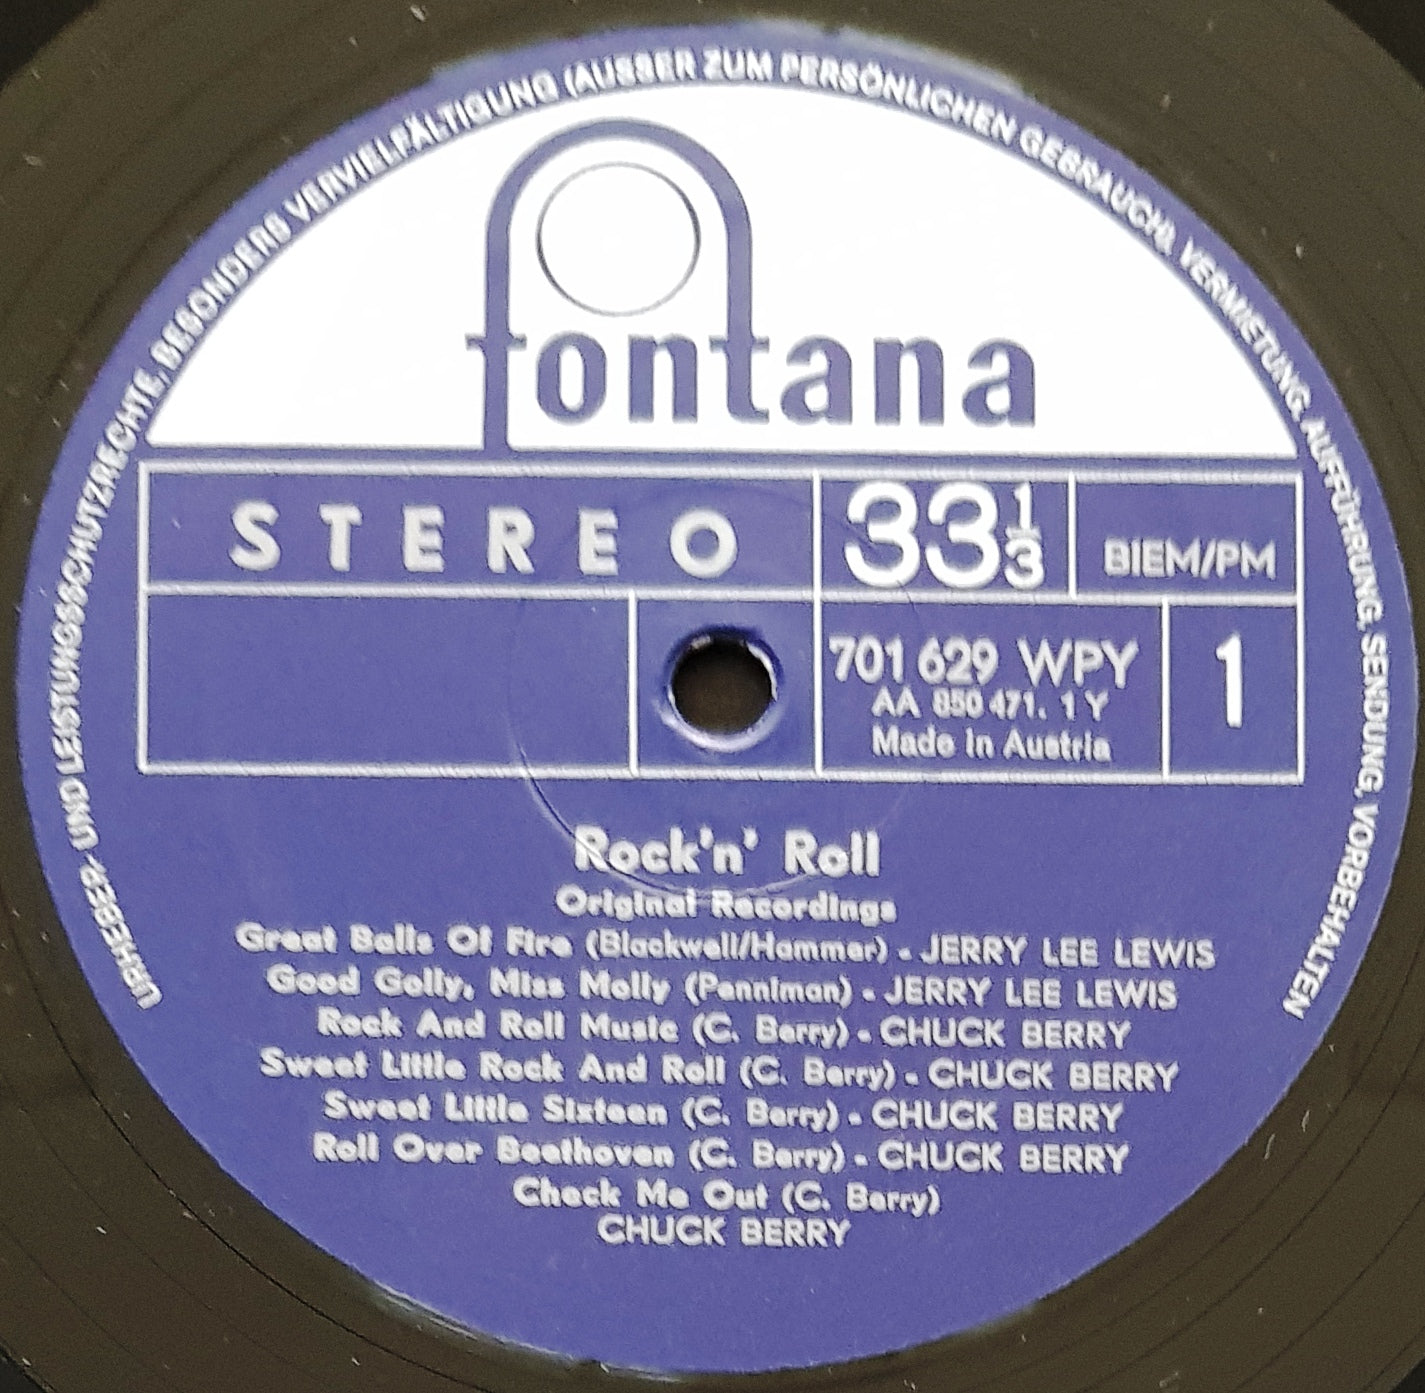 URHEBER- UND LEISTUNGSSCHUTZRECHTE, BESONDERS VERVIELFÄLTIGUNG (AUSSER ZUM PERSÖNLICHEN GEBRAUCH), VERMIETUNG, AUFFÜHRUNG, SENDUNG, VORBEHALTEN
fontana
STEREO 33 1/3 BIEM/PM
701 629 WPY 1
AA 850 471. 1 Y
Made In Austria
Rock'n' Roll
Original Recordings
Great Balls Of Fire (Blackwell/Hammer) - JERRY LEE LEWIS
Good Golly, Miss Molly (Penniman) - JERRY LEE LEWIS
Rock And Roll Music (C. Berry) - CHUCK BERRY
Sweet Little Rock And Roll (C. Berry) - CHUCK BERRY
Sweet Little Sixteen (C. Berry) - CHUCK BERRY
Roll Over Beethoven (C. Berry) - CHUCK BERRY
Check Me Out (C. Berry)
CHUCK BERRY